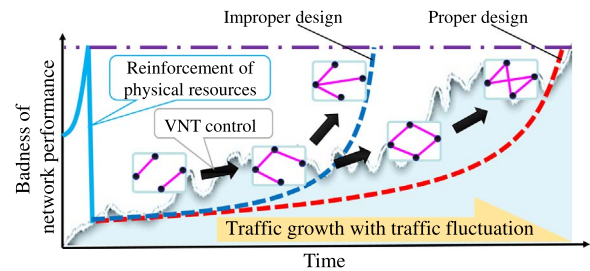 Improper design
Proper design
Reinforcement of
physical resources
VNT control
Badness of
network performance
Traffic growth with traffic fluctuation
Time